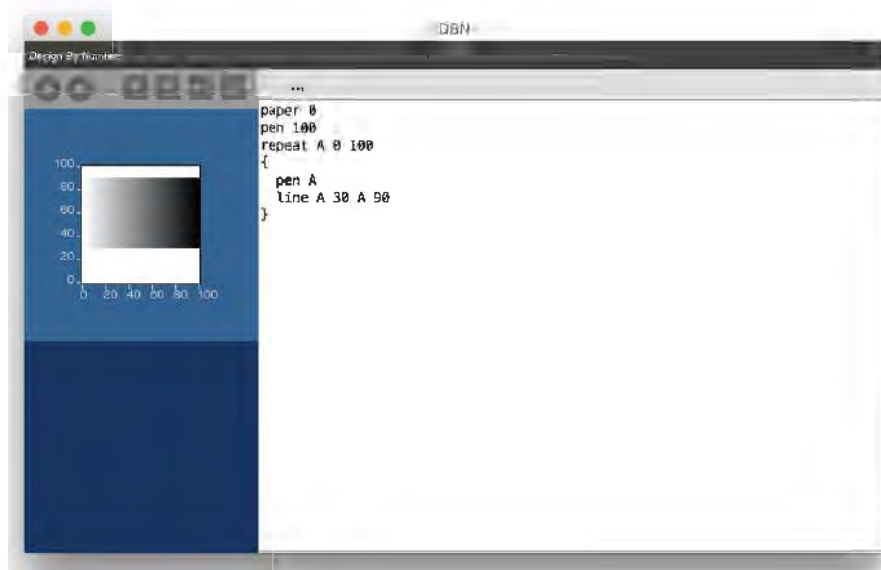 DBN
Design By Numbers
...
paper 0
pen 100
repeat A 0 100
{
pen A
line A 30 A 90
}
100
80
60
40
20
0
0 20 40 60 80 100